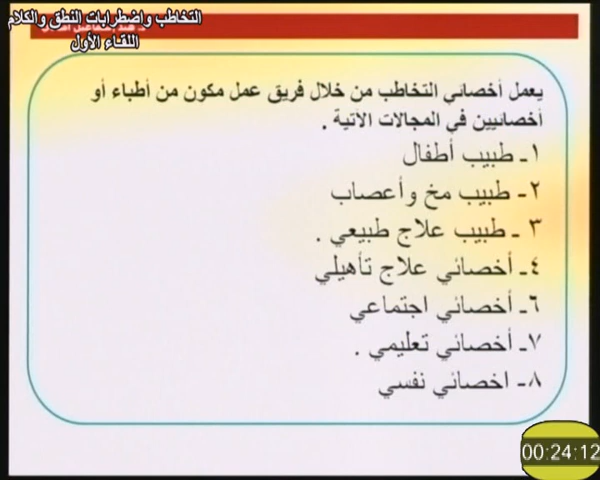 التخاطب واضطرابات النطق والكلام
اللقاء الأول
يعمل أخصائي التخاطب من خلال فريق عمل مكون من أطباء أو
أخصائيين في المجالات الآتية .
١- طبيب أطفال
٢- طبيب مخ وأعصاب
٣ - طبيب علاج طبيعي .
٤- أخصائي علاج تأهيلي
٦- أخصائي اجتماعي
٧- أخصائي تعليمي .
٨- اخصائي نفسي
00:24:12